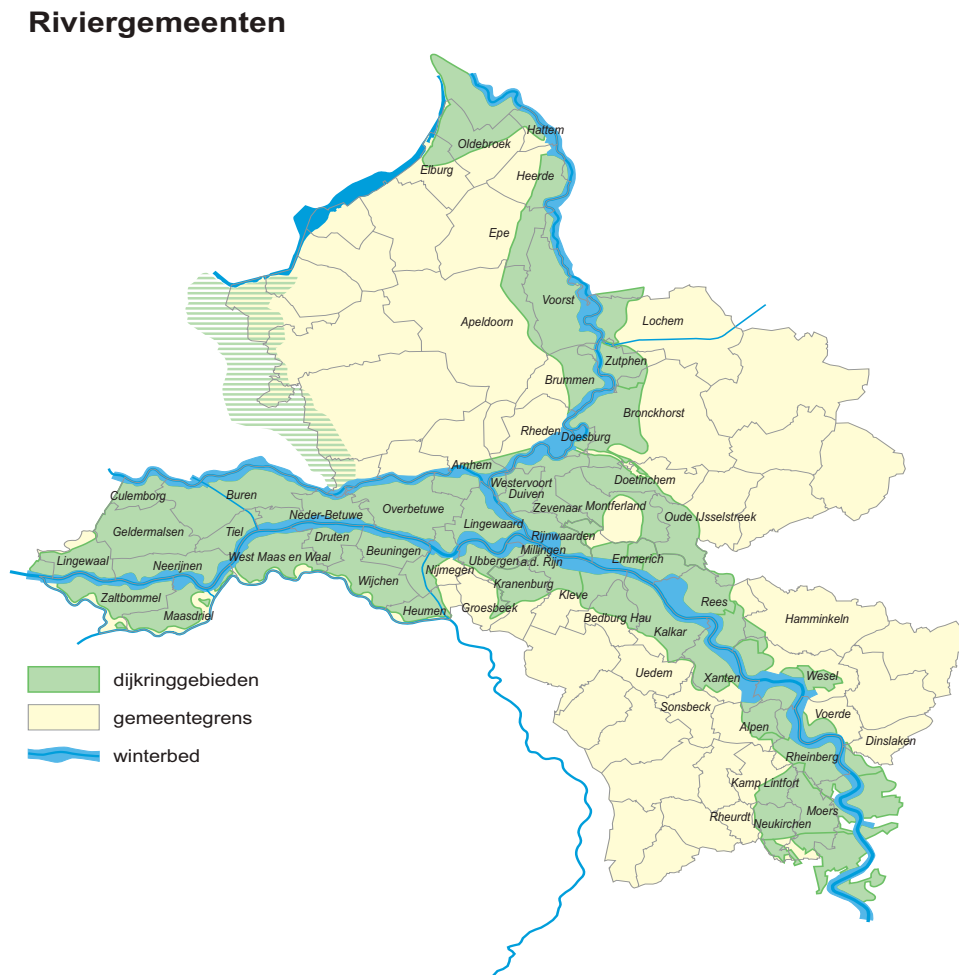 Riviergemeenten
Hattem
Oldebroek
Elburg
Heerde
Epe
Voorst
Apeldoorn
Lochem
Zutphen
Brummen
Bronckhorst
Rheden
Doesburg
Arnhem
Doetinchem
Westervoort
Duiven
Culemborg
Buren
Zevenaar
Montferland
Overbetuwe
Neder-Betuwe
Oude IJsselstreek
Lingewaard
Geldermalsen
Tiel
Druten
Rijnwaarden
Beuningen
Millingen
a.d. Rijn
West Maas en Waal
Lingewaal
Neerijnen
Ubbergen
Emmerich
Nijmegen
Wijchen
Kranenburg
Kleve
Zaltbommel
Rees
Groesbeek
Heumen
Maasdriel
Bedburg Hau
Hamminkeln
Kalkar
Uedem
Xanten
Wesel
dijkringgebieden
Sonsbeck
Voerde
gemeentegrens
Alpen
Dinslaken
winterbed
Rheinberg
Kamp Lintfort
Moers
Rheurdt
Neukirchen